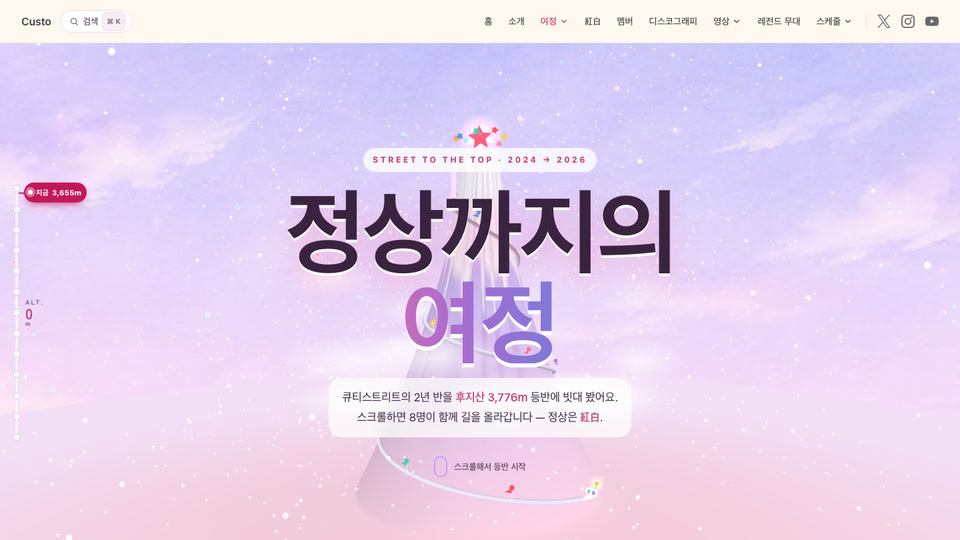 Custo
검색
⌘ K
홈
소개
여정
紅白
멤버
디스코그래피
영상
레전드 무대
스케줄
STREET TO THE TOP · 2024 → 2026
정상까지의
여정
지금 3,655m
ALT.
0
m
큐티스트리트의 2년 반을 후지산 3,776m 등반에 빗대 봤어요.
스크롤하면 8명이 함께 길을 올라갑니다 — 정상은 紅白.
스크롤해서 등반 시작